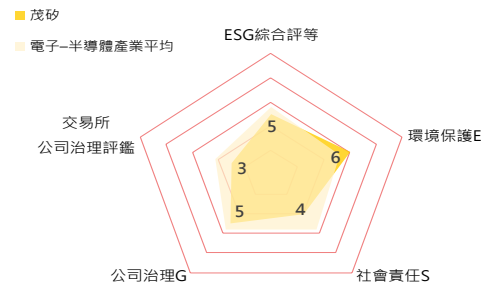 茂矽
電子–半導體產業平均
ESG綜合評等
交易所
公司治理評鑑
環境保護E
5
6
3
5
4
公司治理G
社會責任S